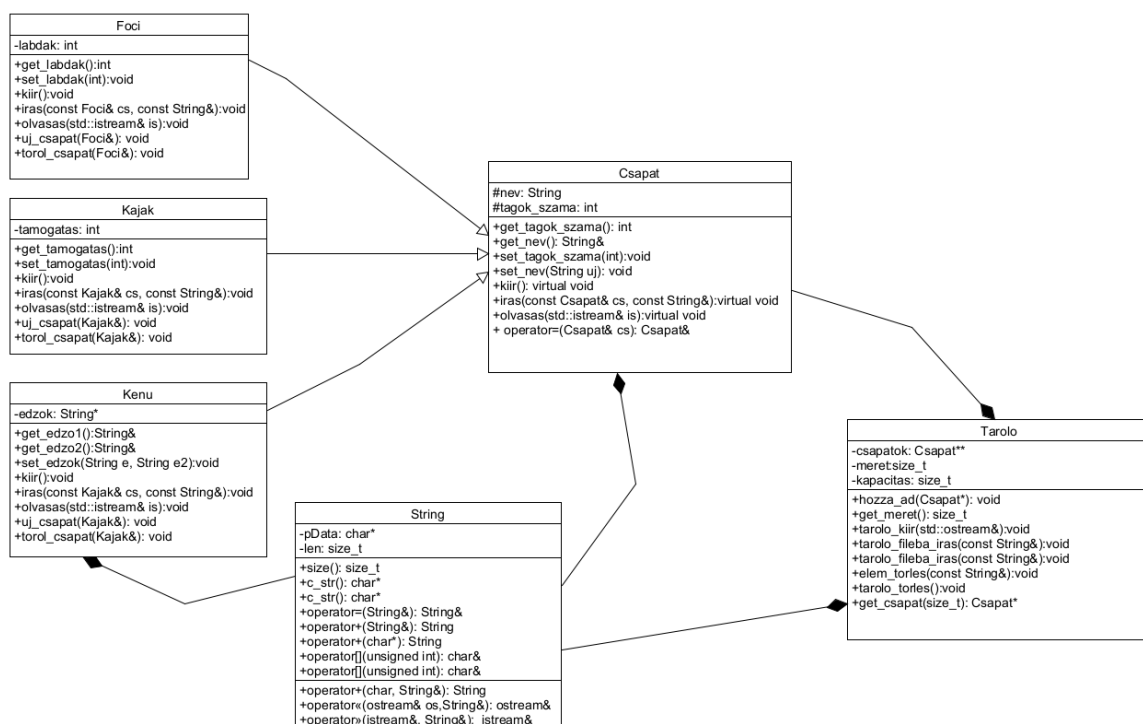 Foci
-labdak: int
+get_labdak():int
+set_labdak(int):void
+kiir():void
+iras(const Foci& cs, const String&):void
+olvasas(std::istream& is):void
+uj_csapat(Foci&): void
+torol_csapat(Foci&): void
Kajak
-tamogatas: int
+get_tamogatas():int
+set_tamogatas(int):void
+kiir():void
+iras(const Kajak& cs, const String&):void
+olvasas(std::istream& is):void
+uj_csapat(Kajak&): void
+torol_csapat(Kajak&): void
Kenu
-edzok: String*
+get_edzo1():String&
+get_edzo2():String&
+set_edzok(String e, String e2):void
+kiir():void
+iras(const Kajak& cs, const String&):void
+olvasas(std::istream& is):void
+uj_csapat(Kajak&): void
+torol_csapat(Kajak&): void
Csapat
#nev: String
#tagok_szama: int
+get_tagok_szama(): int
+get_nev(): String&
+set_tagok_szama(int):void
+set_nev(String uj): void
+kiir(): virtual void
+iras(const Csapat& cs, const String&):virtual void
+olvasas(std::istream& is):virtual void
+ operator=(Csapat& cs): Csapat&
String
-pData: char*
-len: size_t
+size(): size_t
+c_str(): char*
+c_str(): char*
+operator=(String&): String&
+operator+(String&): String
+operator+(char*): String
+operator[](unsigned int): char&
+operator[](unsigned int): char&
+operator+(char, String&): String
+operator«(ostream& os,String&): ostream&
+operator»(istream&, String&): istream&
Tarolo
-csapatok: Csapat**
-meret:size_t
-kapacitas: size_t
+hozza_ad(Csapat*): void
+get_meret(): size_t
+tarolo_kiir(std::ostream&):void
+tarolo_fileba_iras(const String&):void
+tarolo_fileba_iras(const String&):void
+elem_torles(const String&):void
+tarolo_torles():void
+get_csapat(size_t): Csapat*